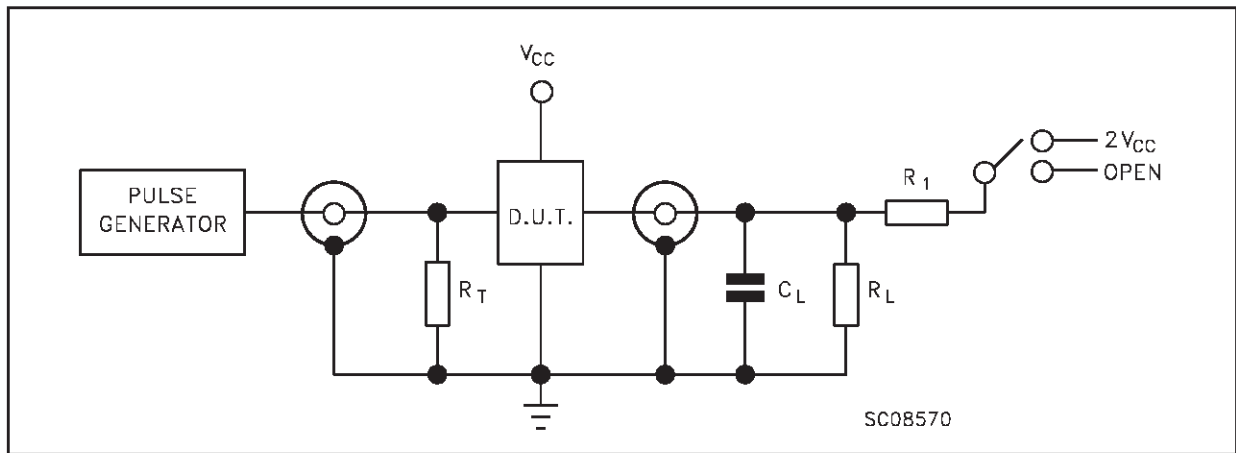 VCC
2VCC
OPEN
R1
PULSE
GENERATOR
D.U.T.
RT
CL
RL
SC08570